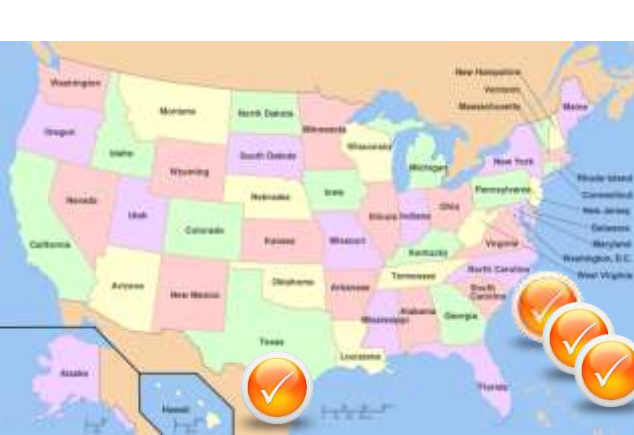 New Hampshire
Vermont
Massachusetts
Washington
Montana
North Dakota
Minnesota
Maine
Oregon
Idaho
Wisconsin
South Dakota
Michigan
New York
Wyoming
Rhode Island
Connecticut
New Jersey
Delaware
Maryland
Washington, D.C.
West Virginia
Iowa
Pennsylvania
Nebraska
Nevada
Utah
Illinois
Indiana
Ohio
Colorado
California
Kansas
Missouri
Virginia
Kentucky
North Carolina
Tennessee
Arizona
New Mexico
Oklahoma
Arkansas
South
Carolina
Mississippi
Alabama
Georgia
Texas
Louisiana
Alaska
Florida
Hawaii